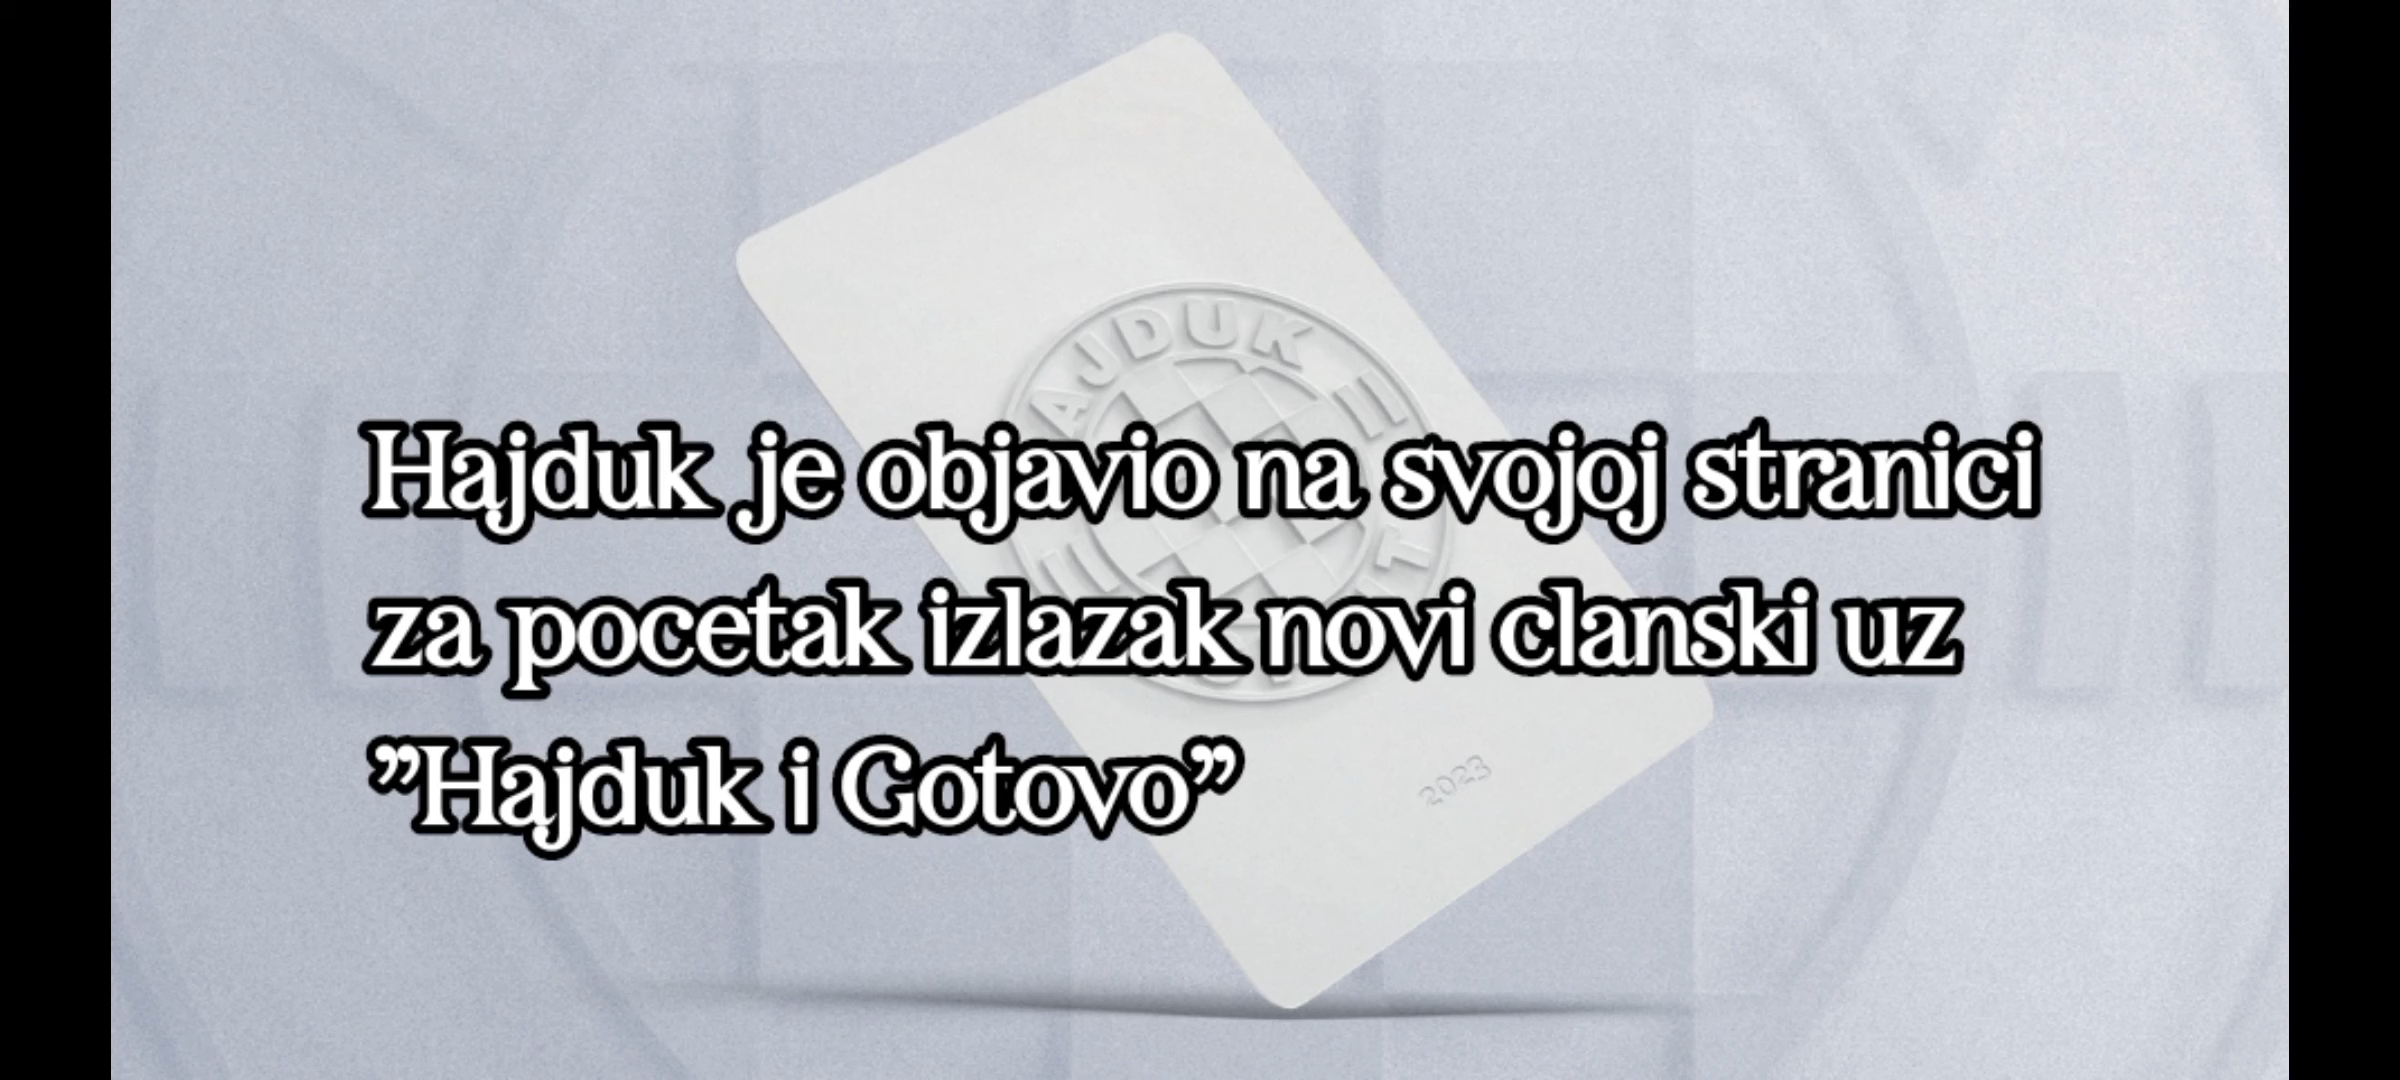 HAJDUK
Hajduk je objavio na svojoj stranici
za pocetak izlazak novi clanski uz
”Hajduk i Gotovo”
2023